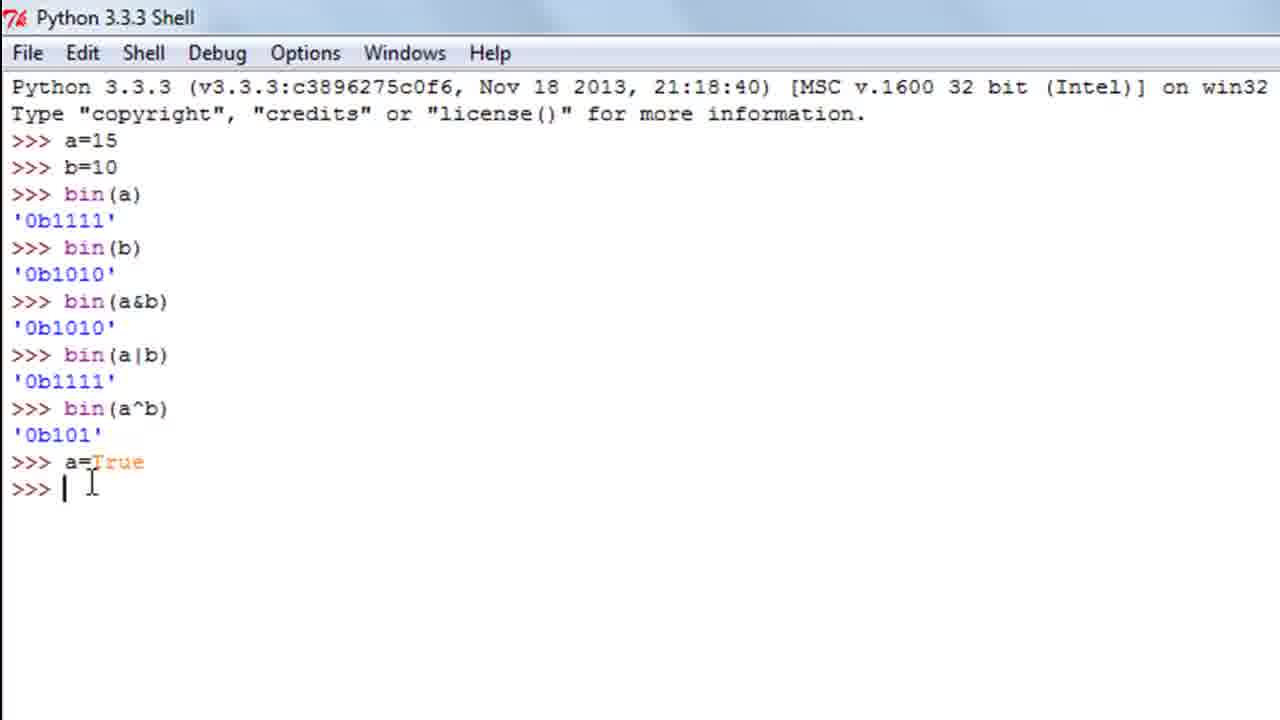 Python 3.3.3 Shell
File Edit Shell Debug Options Windows Help
Python 3.3.3 (v3.3.3:c3896275c0f6, Nov 18 2013, 21:18:40) [MSC v.1600 32 bit (Intel)] on win32
Type "copyright", "credits" or "license()" for more information.
>>> a=15
>>> b=10
>>> bin(a)
'0b1111'
>>> bin(b)
'0b1010'
>>> bin(a&b)
'0b1010'
>>> bin(a|b)
'0b1111'
>>> bin(a^b)
'0b101'
>>> a=True
>>>